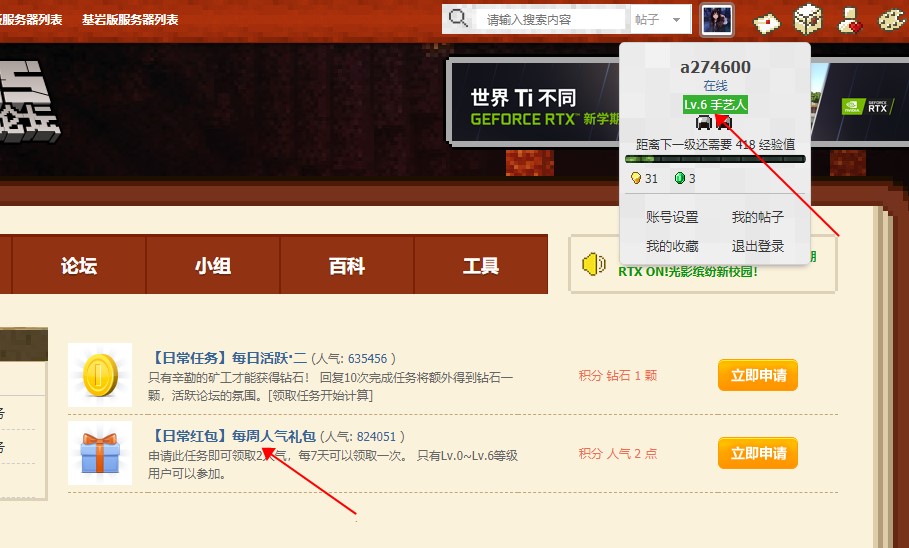 服务器列表 基岩版服务器列表
请输入搜索内容 帖子
a274600
在线
Lv.6 手艺人
距离下一级还需要 418 经验值
31 3
账号设置 我的帖子
我的收藏 退出登录
世界 Ti 不同
GEFORCE RTX™ 新学期
NVIDIA GEFORCE RTX
论坛
论坛 小组 百科 工具
期
RTX ON!光影缤纷新校园!
【日常任务】每日活跃·二 (人气: 635456 )
只有辛勤的矿工才能获得钻石! 回复10次完成任务将额外得到钻石一
颗，活跃论坛的氛围。[领取任务开始计算]
积分 钻石 1 颗
立即申请
务
务
【日常红包】每周人气礼包 (人气: 824051 )
申请此任务即可领取2人气，每7天可以领取一次。 只有Lv.0~Lv.6等级
用户可以参加。
积分 人气 2 点
立即申请